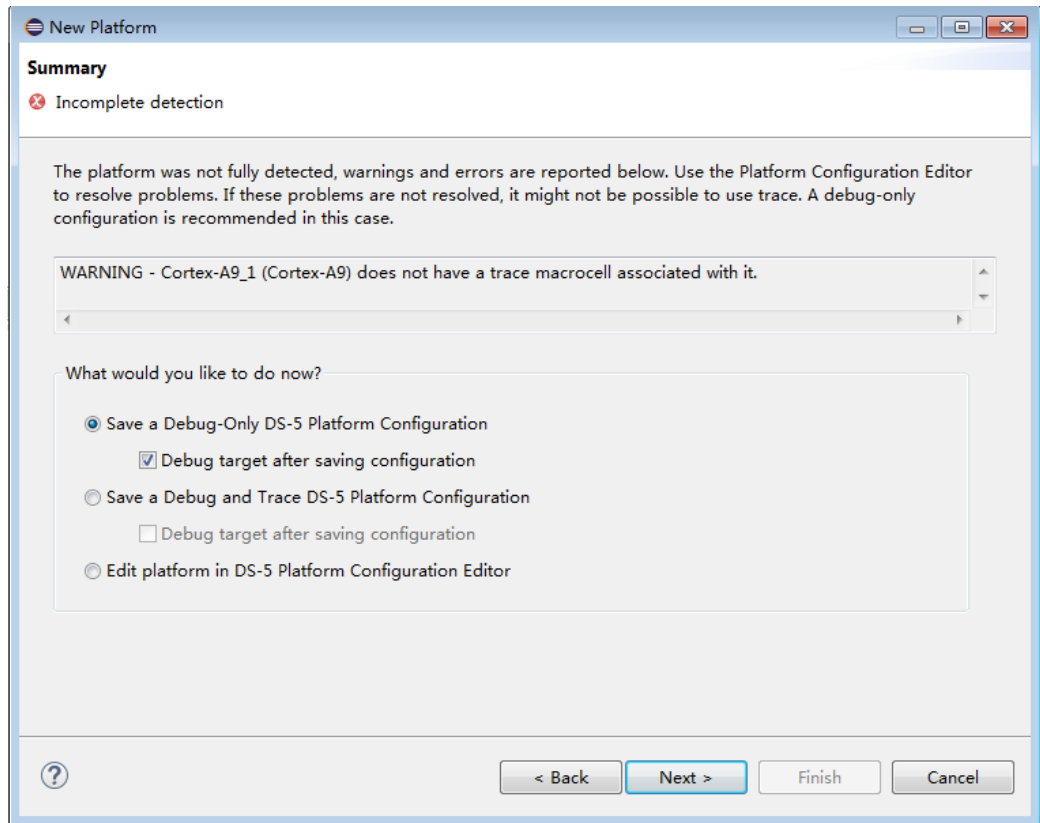 New Platform
Summary
Incomplete detection
The platform was not fully detected, warnings and errors are reported below. Use the Platform Configuration Editor
to resolve problems. If these problems are not resolved, it might not be possible to use trace. A debug-only
configuration is recommended in this case.
WARNING - Cortex-A9_1 (Cortex-A9) does not have a trace macrocell associated with it.
What would you like to do now?
Save a Debug-Only DS-5 Platform Configuration
Debug target after saving configuration
Save a Debug and Trace DS-5 Platform Configuration
Debug target after saving configuration
Edit platform in DS-5 Platform Configuration Editor
? < Back Next > Finish Cancel